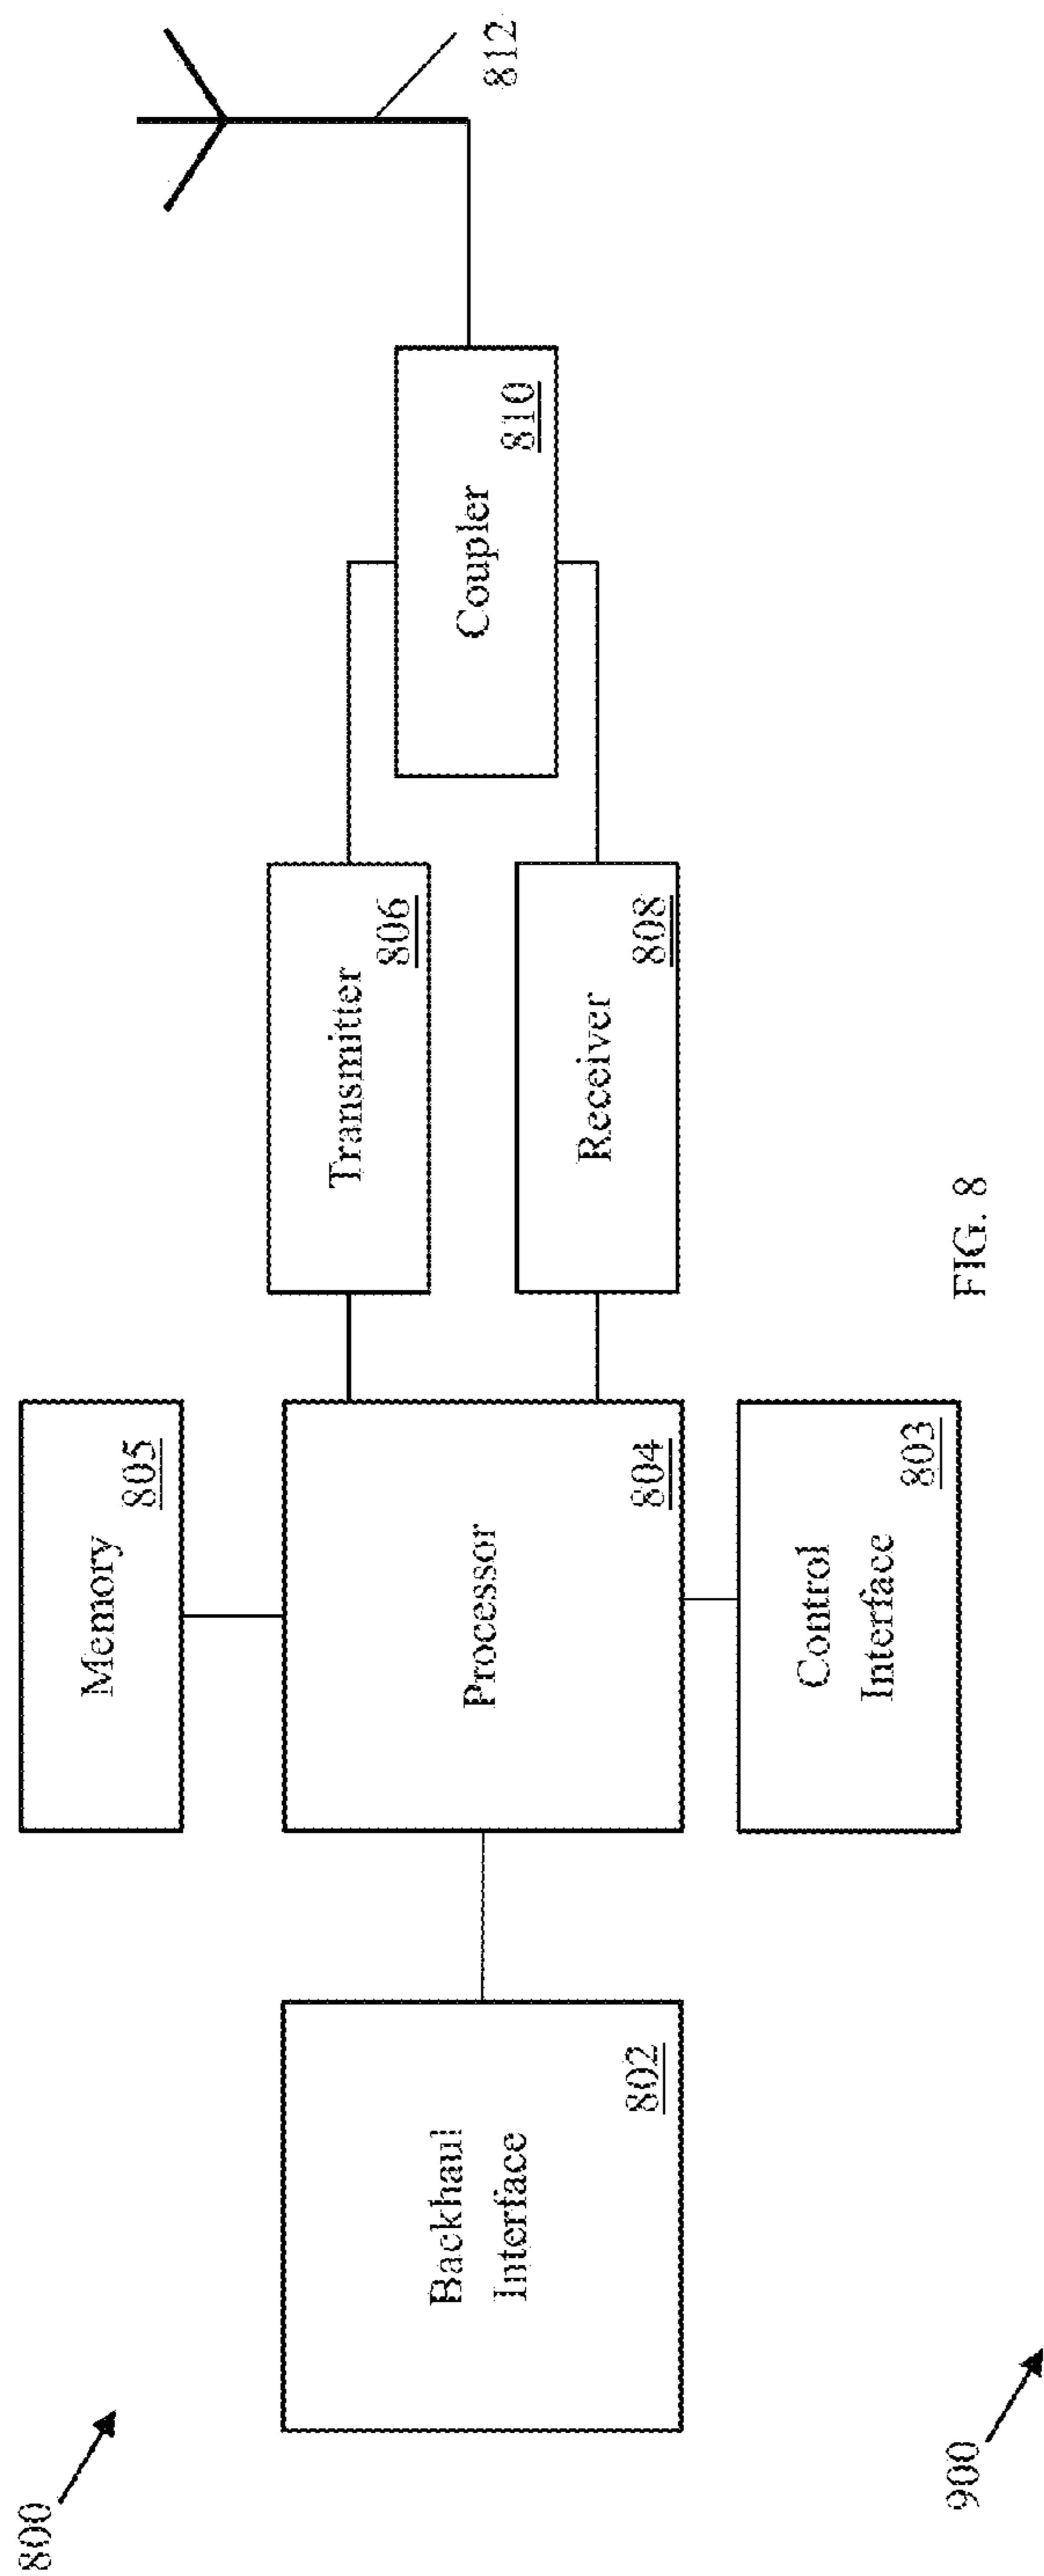 800
Memory
805
812
Transmitter
806
Backhaul
Interface
802
Processor
804
Coupler
810
Receiver
808
Control
Interface
803
FIG. 8
900